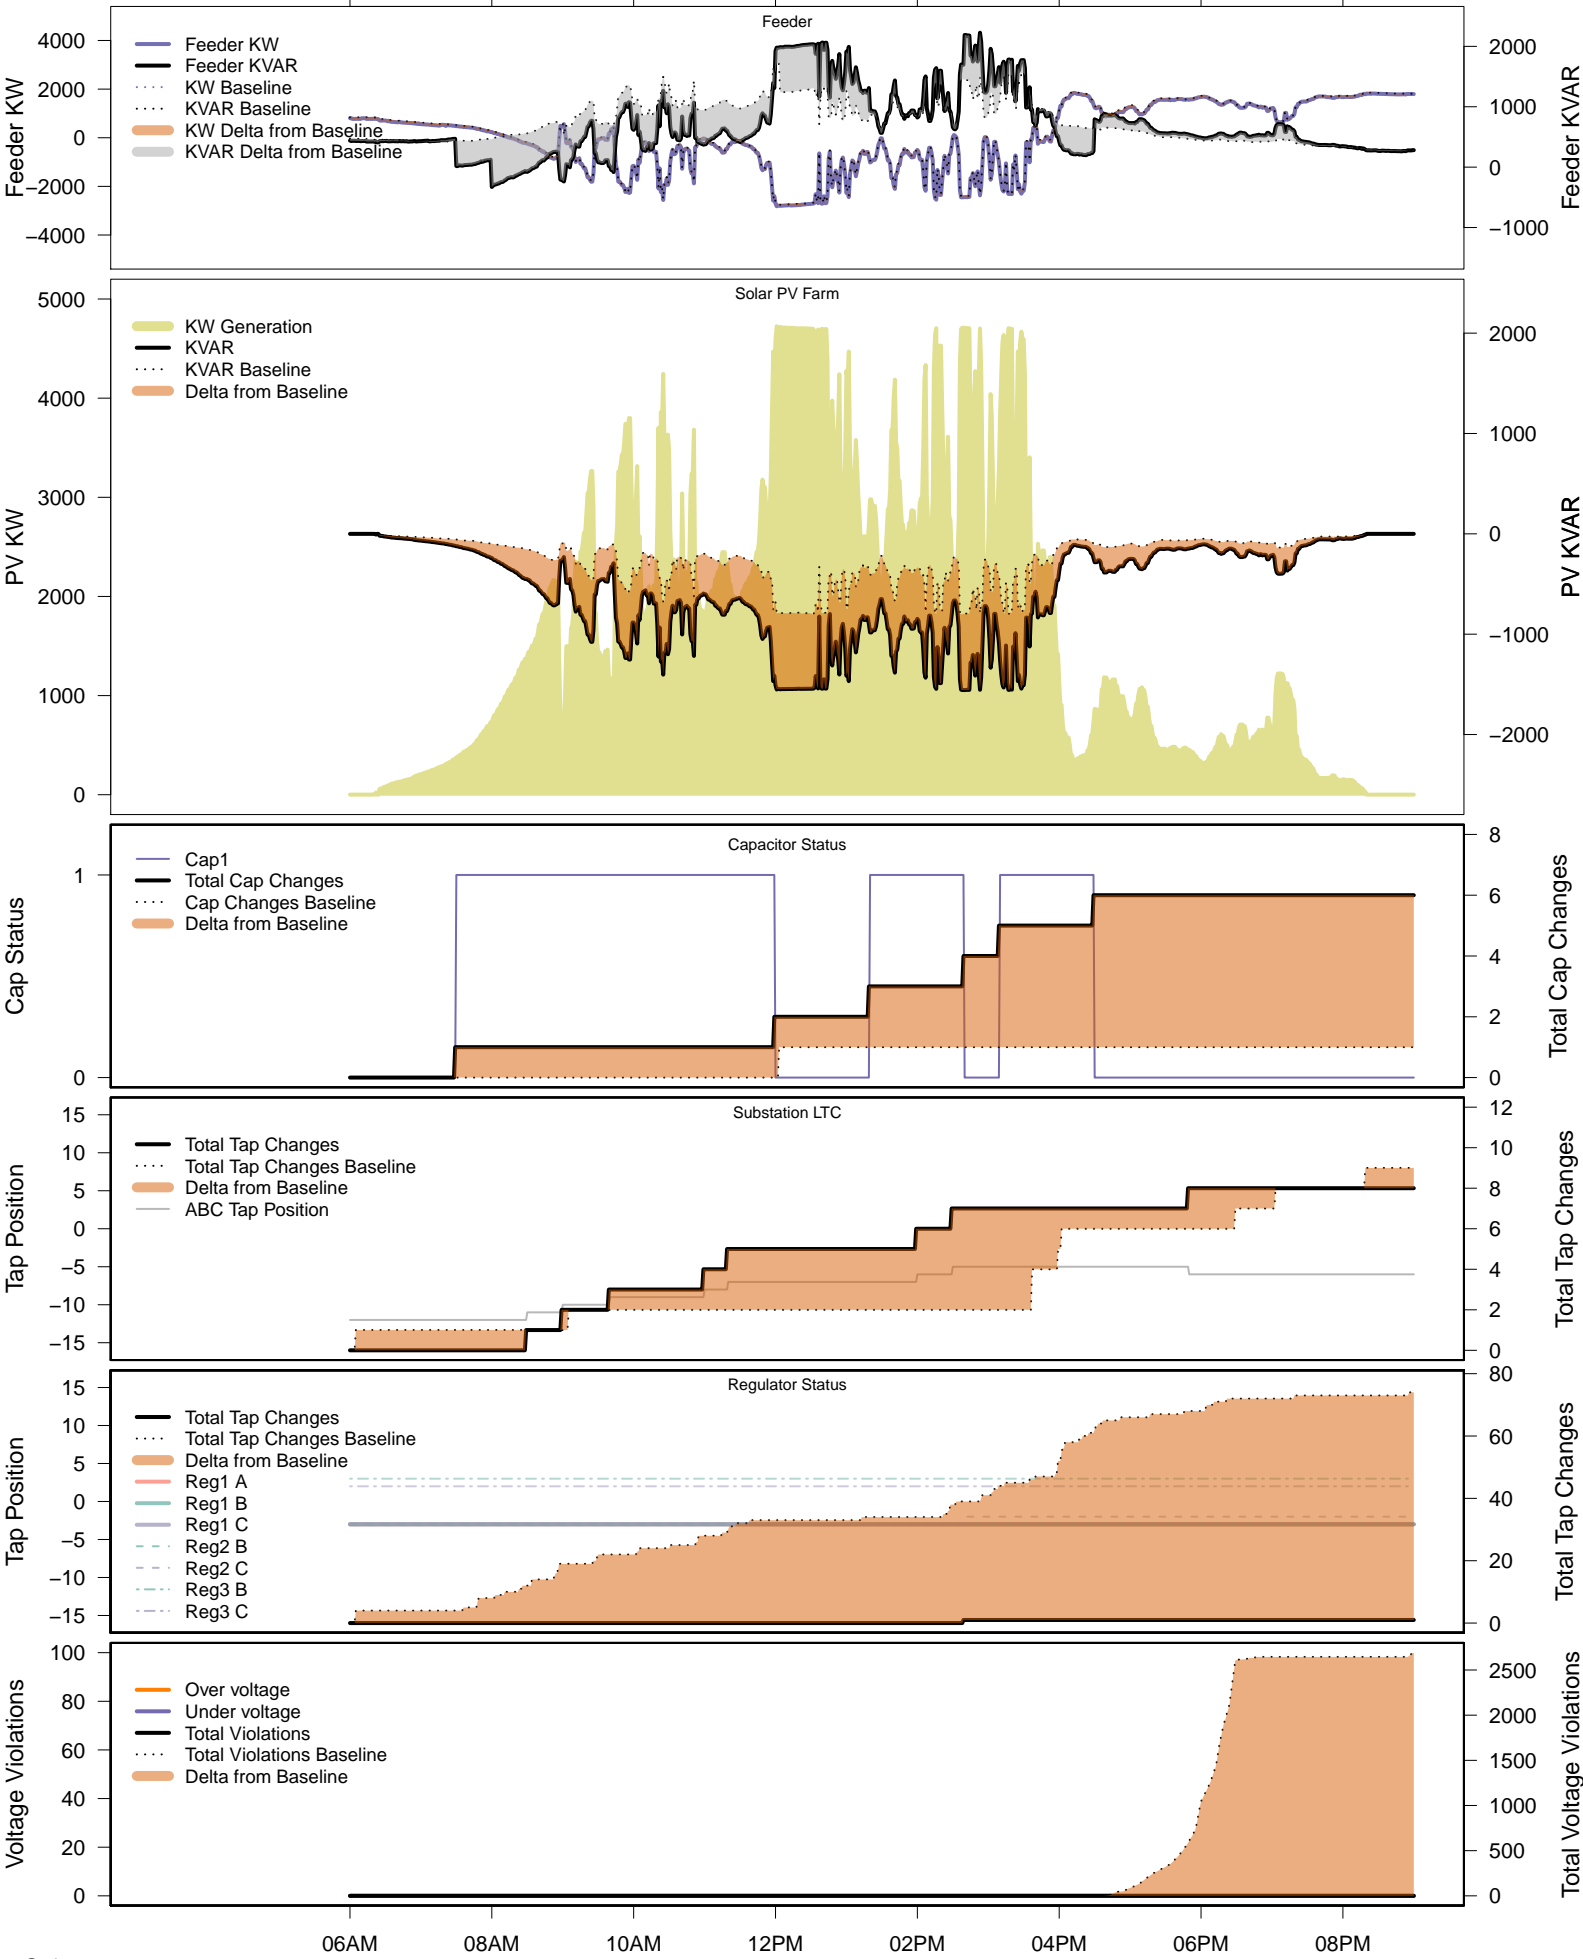 Feeder
4000
2000
0
−2000
−4000
Feeder KW
Feeder KW
Feeder KVAR
KW Baseline
KVAR Baseline
KW Delta from Baseline
KVAR Delta from Baseline
2000
1000
0
−1000
Feeder KVAR
Solar PV Farm
5000
4000
3000
2000
1000
0
PV KW
KW Generation
KVAR
KVAR Baseline
Delta from Baseline
2000
1000
0
−1000
−2000
PV KVAR
Capacitor Status
1
0
Cap Status
Cap1
Total Cap Changes
Cap Changes Baseline
Delta from Baseline
8
6
4
2
0
Total Cap Changes
Substation LTC
15
10
5
0
−5
−10
−15
Tap Position
Total Tap Changes
Total Tap Changes Baseline
Delta from Baseline
ABC Tap Position
12
10
8
6
4
2
0
Total Tap Changes
Regulator Status
15
10
5
0
−5
−10
−15
Tap Position
Total Tap Changes
Total Tap Changes Baseline
Delta from Baseline
Reg1 A
Reg1 B
Reg1 C
Reg2 B
Reg2 C
Reg3 B
Reg3 C
80
60
40
20
0
Total Tap Changes
100
80
60
40
20
0
Voltage Violations
Over voltage
Under voltage
Total Violations
Total Violations Baseline
Delta from Baseline
2500
2000
1500
1000
500
0
Total Voltage Violations
06AM
08AM
10AM
12PM
02PM
04PM
06PM
08PM